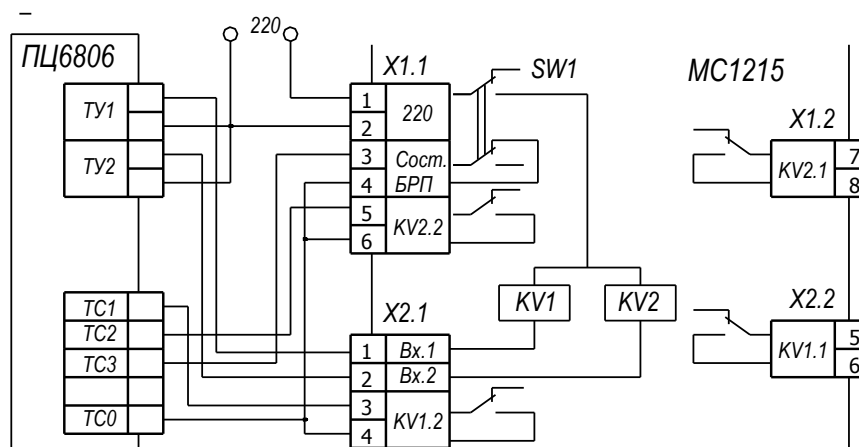 –
220
ПЦ6806
X1.1
SW1
МС1215
ТУ1
ТУ2
1
220
2
3
Сост.
БРП
4
5
KV2.2
6
X1.2
KV2.1
7
8
KV1
KV2
ТС1
ТС2
ТС3
ТС0
X2.1
1
Вх.1
2
Вх.2
3
KV1.2
4
X2.2
KV1.1
5
6